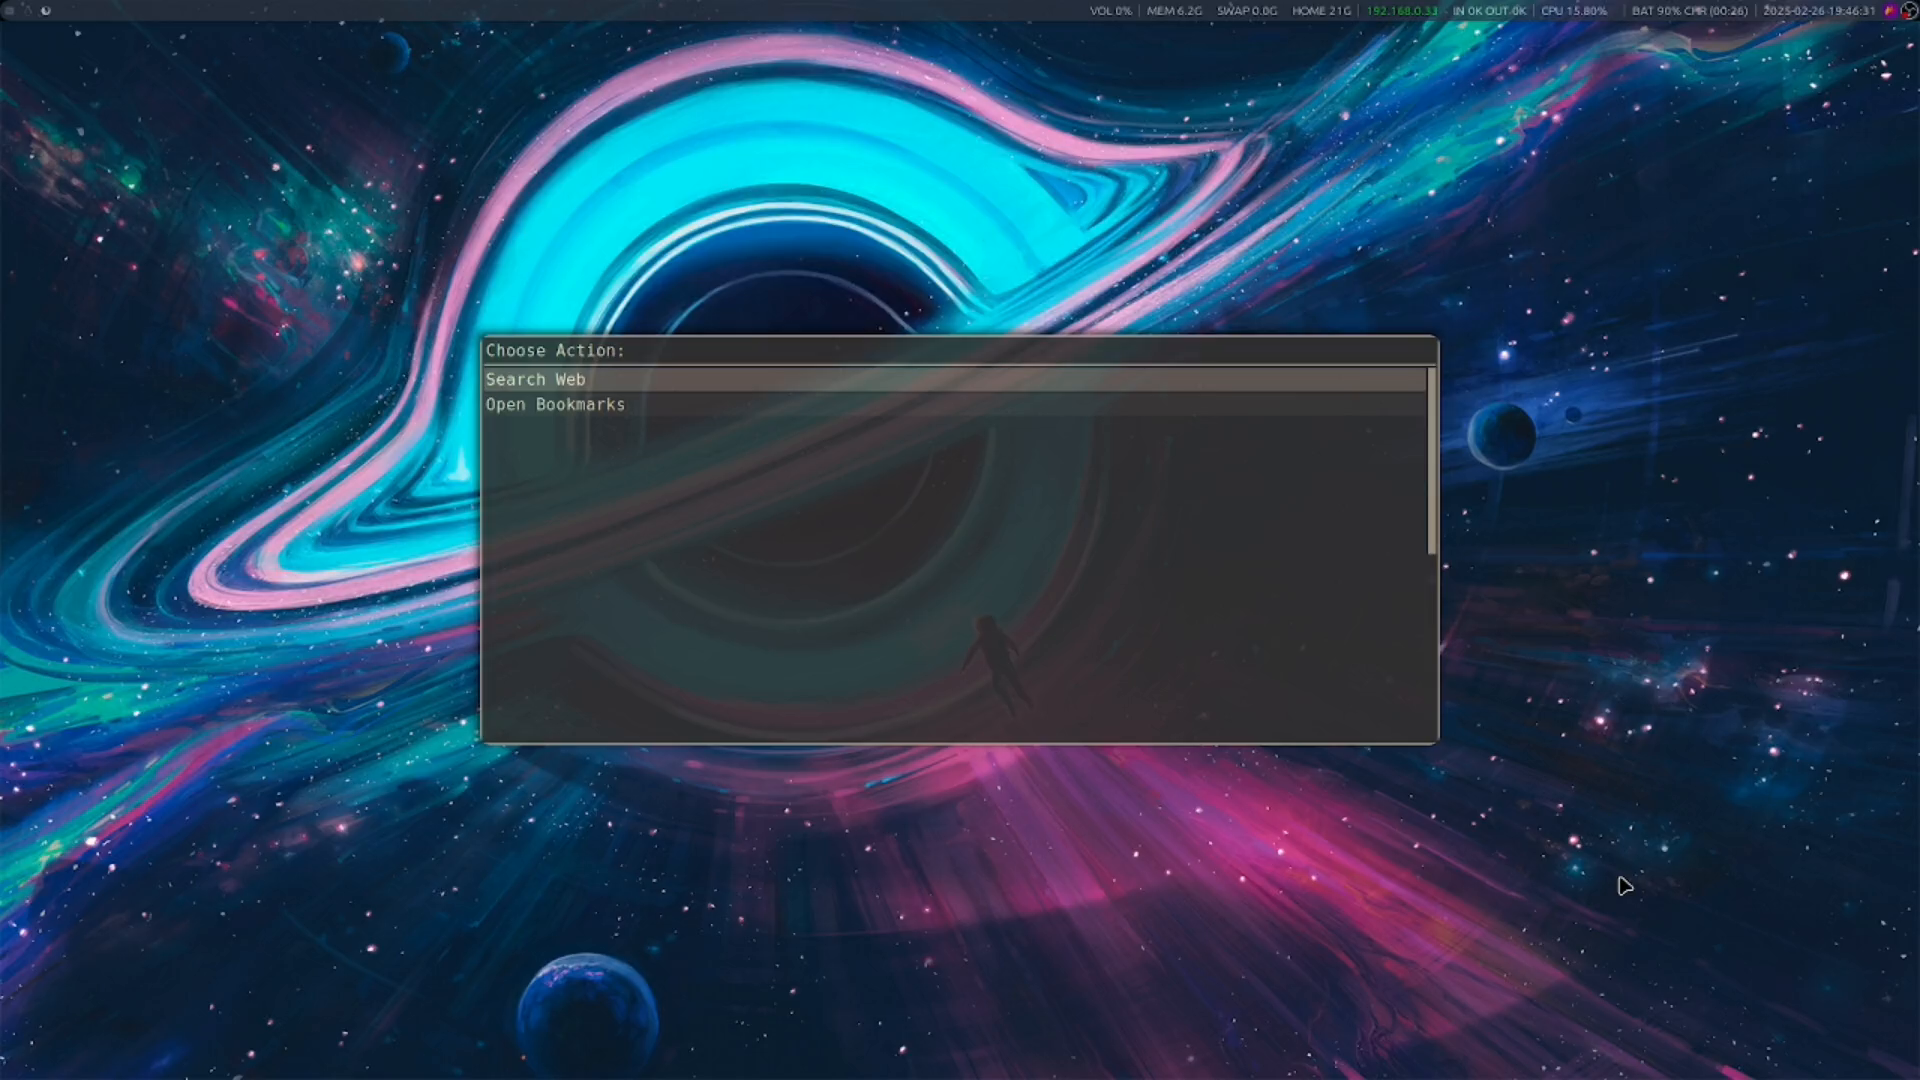 VOL 0% | MEM 6.2G SWAP 0.0G HOME 21G | 192.168.0.33 - IN 0K OUT 0K | CPU 15.80% | BAT 90% CHR (00:26) | 2025-02-26 19:46:31
Choose Action:
Search Web
Open Bookmarks